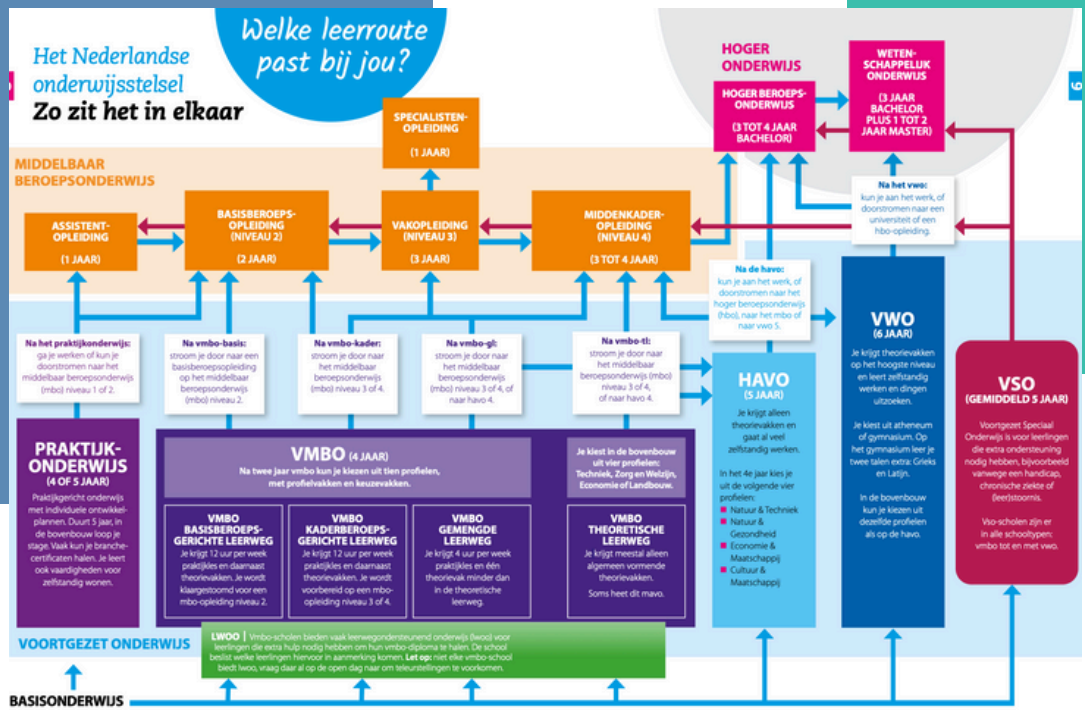 Welke leerroute
past bij jou?
Het Nederlandse
onderwijsstelsel
Zo zit het in elkaar
HOGER
ONDERWIJS
WETEN-
SCHAPPELIJK
ONDERWIJS
(3 JAAR
BACHELOR
PLUS 1 TOT 2
JAAR MASTER)
HOGER BEROEPS-
ONDERWIJS
(3 TOT 4 JAAR
BACHELOR)
SPECIALISTEN-
OPLEIDING
(1 JAAR)
MIDDELBAAR
BEROEPSONDERWIJS
ASSISTENT-
OPLEIDING
(1 JAAR)
BASISBEROEPS-
OPLEIDING
(NIVEAU 2)
(2 JAAR)
VAKOPLEIDING
(NIVEAU 3)
(3 JAAR)
MIDDENKADER-
OPLEIDING
(NIVEAU 4)
(3 TOT 4 JAAR)
Na het vwo:
kun je aan het werk, of
doorstromen naar een
universiteit of een
hbo-opleiding.
Na de havo:
kun je aan het werk, of
doorstromen naar het
hoger beroepsonderwijs
(hbo), naar het mbo of
naar vwo 5.
Na het praktijkonderwijs:
ga je werken of kun je
doorstromen naar het
middelbaar beroepsonderwijs
(mbo) niveau 1 of 2.
Na vmbo-basis:
stroom je door naar een
basisberoepsopleiding
op het middelbaar
beroepsonderwijs
(mbo) niveau 2.
Na vmbo-kader:
stroom je door naar
het middelbaar
beroepsonderwijs
(mbo) niveau 3 of 4.
Na vmbo-gl:
stroom je door naar
het middelbaar
beroepsonderwijs
(mbo) niveau 3 of 4, of
naar havo 4.
Na vmbo-tl:
stroom je door naar
het middelbaar
beroepsonderwijs (mbo)
niveau 3 of 4,
of naar havo 4.
PRAKTIJK-
ONDERWIJS
(4 OF 5 JAAR)
Praktijkgericht onderwijs
met individuele ontwikkel-
plannen. Duurt 5 jaar, in
de bovenbouw loop je
stage. Vaak kun je branche-
certificaten halen. Je leert
ook vaardigheden voor
zelfstandig wonen.
VMBO (4 JAAR)
Na twee jaar vmbo kun je kiezen uit tien profielen,
met profielvakken en keuzevakken.
Je kiest in de bovenbouw
uit vier profielen:
Techniek, Zorg en Welzijn,
Economie of Landbouw.
VMBO
BASISBEROEPS-
GERICHTE LEERWEG
Je krijgt 12 uur per week
praktijkles en daarnaast
theorievakken. Je wordt
klaargestoomd voor een
mbo-opleiding niveau 2.
VMBO
KADERBEROEPS-
GERICHTE LEERWEG
Je krijgt 12 uur per week
praktijkles en daarnaast
theorievakken. Je wordt
voorbereid op een mbo-
opleiding niveau 3 of 4.
VMBO
GEMENGDE
LEERWEG
Je krijgt 4 uur per week
praktijkles en één
theorievak minder dan
in de theoretische
leerweg.
VMBO
THEORETISCHE
LEERWEG
Je krijgt meestal alleen
algemeen vormende
theorievakken.
Soms heet dit mavo.
HAVO
(5 JAAR)
Je krijgt alleen
theorievakken en
gaat al veel
zelfstandig werken.
In het 4e jaar kies je
uit de volgende vier
profielen:
Natuur & Techniek
Natuur &
Gezondheid
Economie &
Maatschappij
Cultuur &
Maatschappij
VWO
(6 JAAR)
Je krijgt theorievakken
op het hoogste niveau
en leert zelfstandig
werken en dingen
uitzoeken.
Je kiest uit atheneum
of gymnasium. Op
het gymnasium leer je
twee talen extra: Grieks
en Latijn.
In de bovenbouw
kun je kiezen uit
dezelfde profielen
als op de havo.
VSO
(GEMIDDELD 5 JAAR)
Voortgezet Speciaal
Onderwijs is voor leerlingen
die extra ondersteuning
nodig hebben, bijvoorbeeld
vanwege een handicap,
chronische ziekte of
(leer)stoornis.
Vso-scholen zijn er
in alle schooltypen:
vmbo tot en met vwo.
VOORTGEZET ONDERWIJS
LWOO | Vmbo-scholen bieden vaak leerwegondersteunend onderwijs (lwoo) voor
leerlingen die extra hulp nodig hebben om hun vmbo-diploma te halen. De school
beslist welke leerlingen hiervoor in aanmerking komen. Let op: niet elke vmbo-school
biedt lwoo, vraag daar al op de open dag naar om teleurstellingen te voorkomen.
BASISONDERWIJS